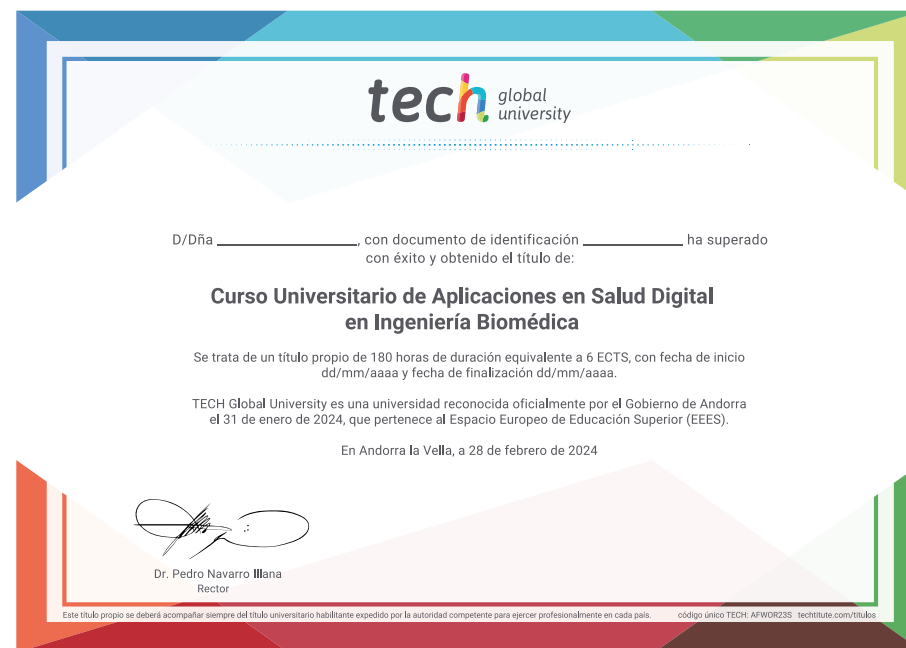 tech global university
D/Dña ____________________, con documento de identificación ______________ ha superado
con éxito y obtenido el título de:
Curso Universitario de Aplicaciones en Salud Digital
en Ingeniería Biomédica
Se trata de un título propio de 180 horas de duración equivalente a 6 ECTS, con fecha de inicio
dd/mm/aaaa y fecha de finalización dd/mm/aaaa.
TECH Global University es una universidad reconocida oficialmente por el Gobierno de Andorra
el 31 de enero de 2024, que pertenece al Espacio Europeo de Educación Superior (EEES).
En Andorra la Vella, a 28 de febrero de 2024
Dr. Pedro Navarro Illana
Rector
Este título propio se deberá acompañar siempre del título universitario habilitante expedido por la autoridad competente para ejercer profesionalmente en cada país. código único TECH: AFWOR23S techtitute.com/titulos